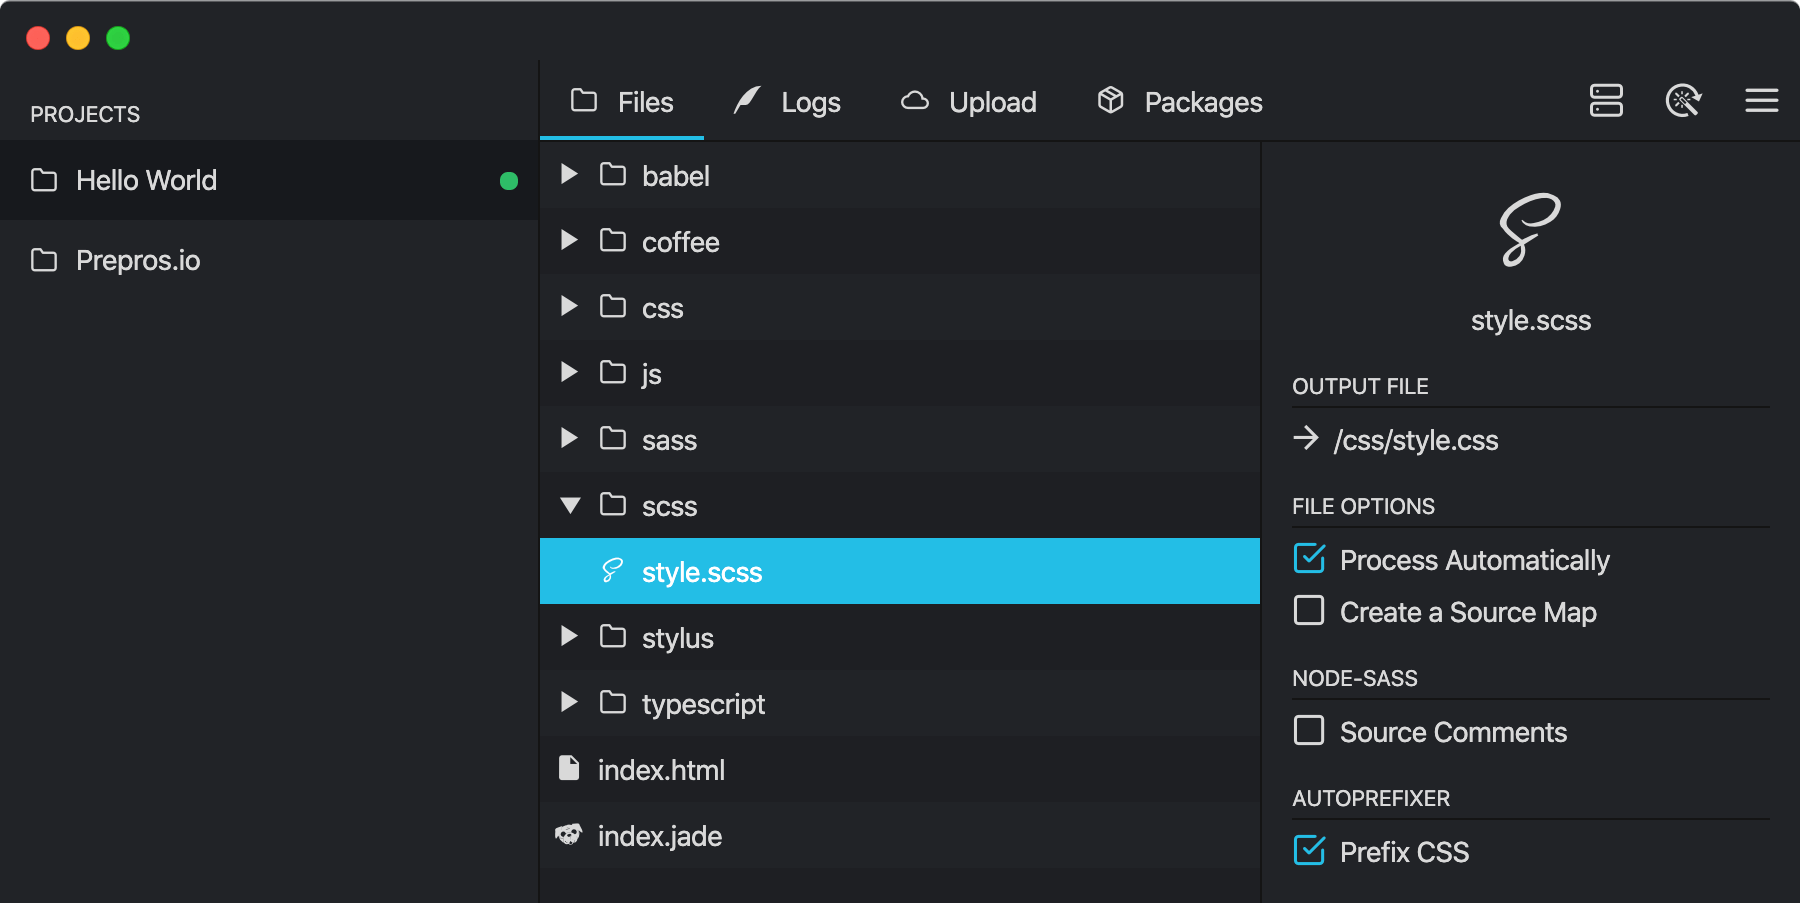 PROJECTS
Hello World
Prepros.io
Files
Logs
Upload
Packages
babel
coffee
css
js
sass
scss
style.scss
stylus
typescript
index.html
index.jade
style.scss
OUTPUT FILE
/css/style.css
FILE OPTIONS
Process Automatically
Create a Source Map
NODE-SASS
Source Comments
AUTOPREFIXER
Prefix CSS